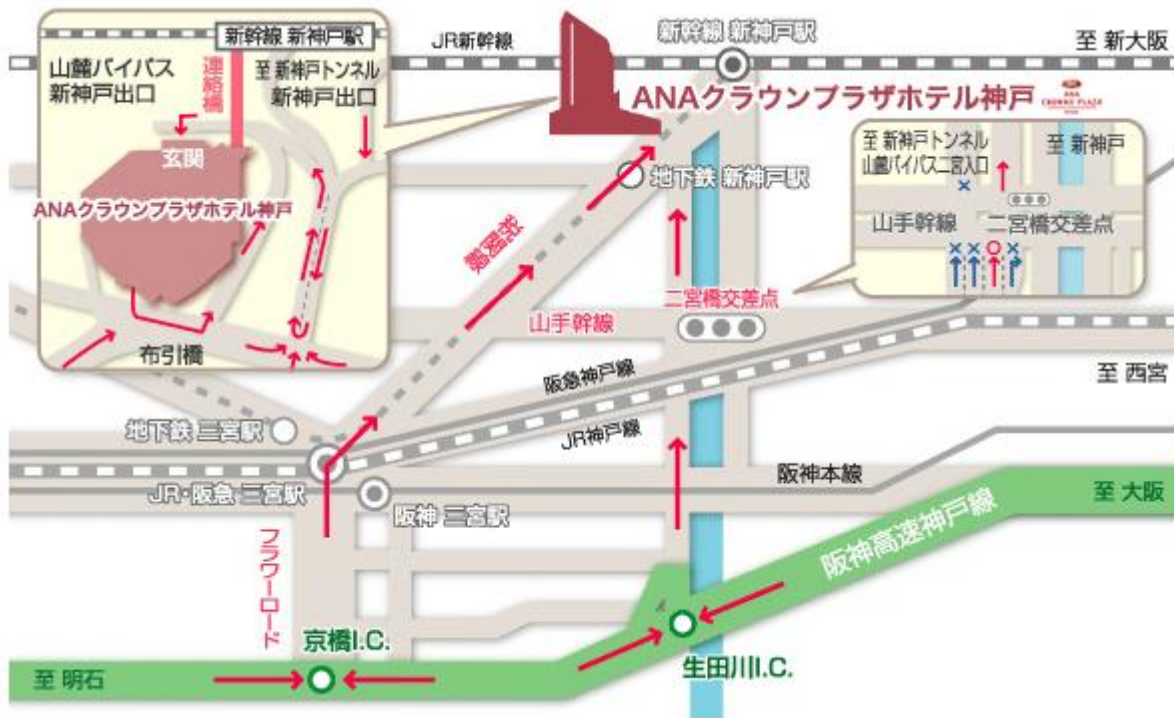 新幹線 新神戸駅
山麓バイパス
新神戸出口
連絡橋
至 新神戸トンネル
新神戸出口
玄関
ANAクラウンプラザホテル神戸
布引橋
JR新幹線
新幹線 新神戸駅
至 新大阪
ANAクラウンプラザホテル神戸
ANA
CROWNE PLAZA
地下鉄 新神戸駅
至 新神戸トンネル
山麓バイパス二宮入口
至 新神戸
山手幹線
二宮橋交差点
二宮橋交差点
山手幹線
阪急神戸線
JR神戸線
至 西宮
地下鉄 三宮駅
JR・阪急 三宮駅
阪神 三宮駅
阪神本線
至 大阪
阪神高速神戸線
フラワーロード
京橋I.C.
生田川I.C.
至 明石